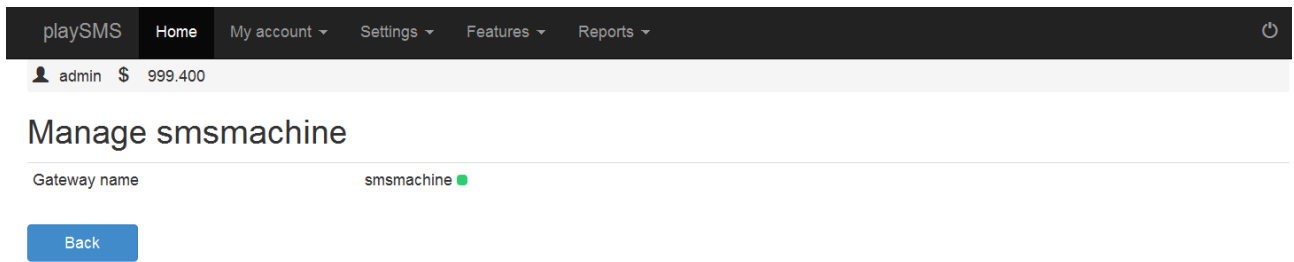 playSMS Home My account Settings Features Reports
admin $ 999.400
Manage smsmachine
Gateway name smsmachine
Back